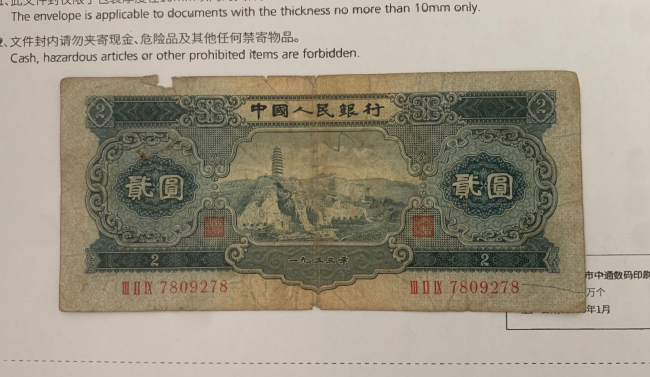 The envelope is applicable to documents with the thickness no more than 10mm only.
、文件封内请勿夹寄现金、危险品及其他任何禁寄物品。
Cash, hazardous articles or other prohibited items are forbidden.
2 中國人民銀行 2
貳圓 貳圓
2 一九五三年 2
III II IX 7809278 III II IX 7809278
市中通数码印刷
万个
年1月